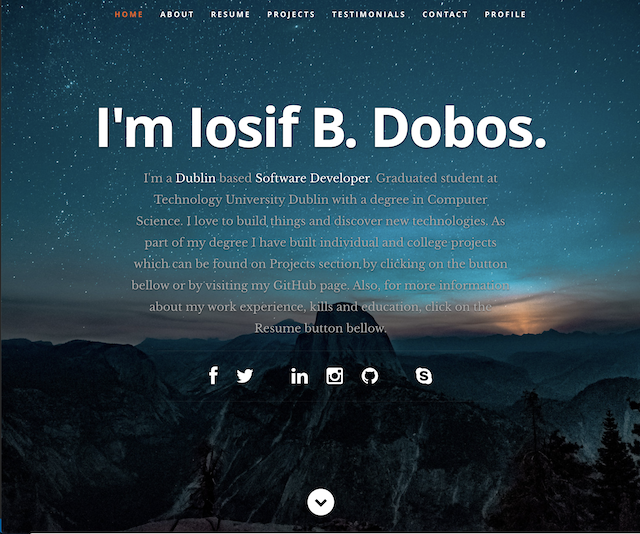 HOME ABOUT RESUME PROJECTS TESTIMONIALS CONTACT PROFILE
I'm Iosif B. Dobos.
I'm a Dublin based Software Developer. Graduated student at
Technology University Dublin with a degree in Computer
Science. I love to build things and discover new technologies. As
part of my degree I have built individual and college projects
which can be found on Projects section,by clicking on the button
bellow or by visiting my GitHub page. Also, for more information
about my work experience, kills and education, click on the
Resume button bellow.